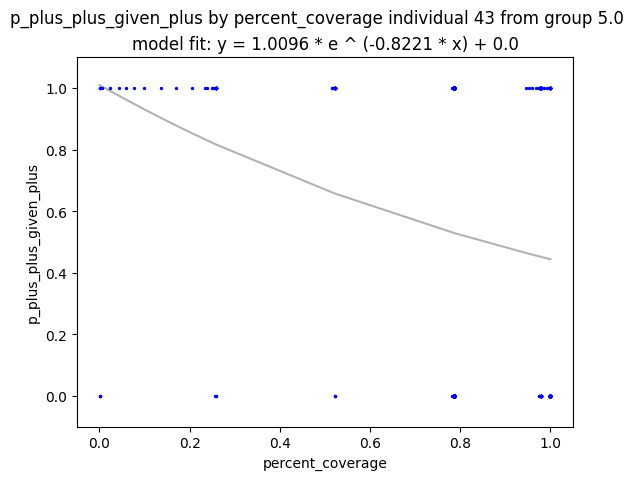 p_plus_plus_given_plus by percent_coverage individual 43 from group 5.0
model fit: y = 1.0096 * e ^ (-0.8221 * x) + 0.0
1.0
0.8
0.6
0.4
0.2
0.0
p_plus_plus_given_plus
0.0 0.2 0.4 0.6 0.8 1.0
percent_coverage